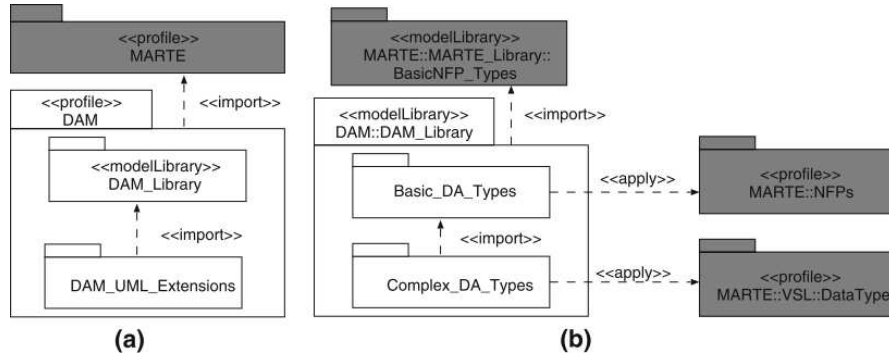 <<profile>>
MARTE
<<import>>
<<profile>>
DAM
<<modelLibrary>>
DAM_Library
<<import>>
DAM_UML_Extensions
(a)
<<modelLibrary>>
MARTE::MARTE_Library::
BasicNFP_Types
<<import>>
<<modelLibrary>>
DAM::DAM_Library
Basic_DA_Types
<<apply>>
<<profile>>
MARTE::NFPs
<<import>>
Complex_DA_Types
<<apply>>
<<profile>>
MARTE::VSL::DataType
(b)